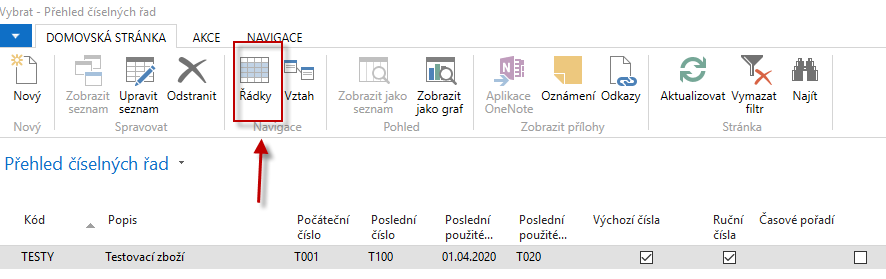 Vybrat - Přehled číselných řad
DOMOVSKÁ STRÁNKA AKCE NAVIGACE
Nový
Zobrazit seznam
Upravit seznam
Odstranit
Řádky
Vztah
Zobrazit jako seznam
Zobrazit jako graf
Aplikace OneNote
Oznámení
Odkazy
Aktualizovat
Vymazat filtr
Najít
Nový Spravovat Navigace Pohled Zobrazit přílohy Stránka
Přehled číselných řad
Kód Popis Počáteční číslo Poslední číslo Poslední použité... Poslední použité... Výchozí čísla Ruční čísla Časové pořadí
TESTY Testovací zboží T001 T100 01.04.2020 T020